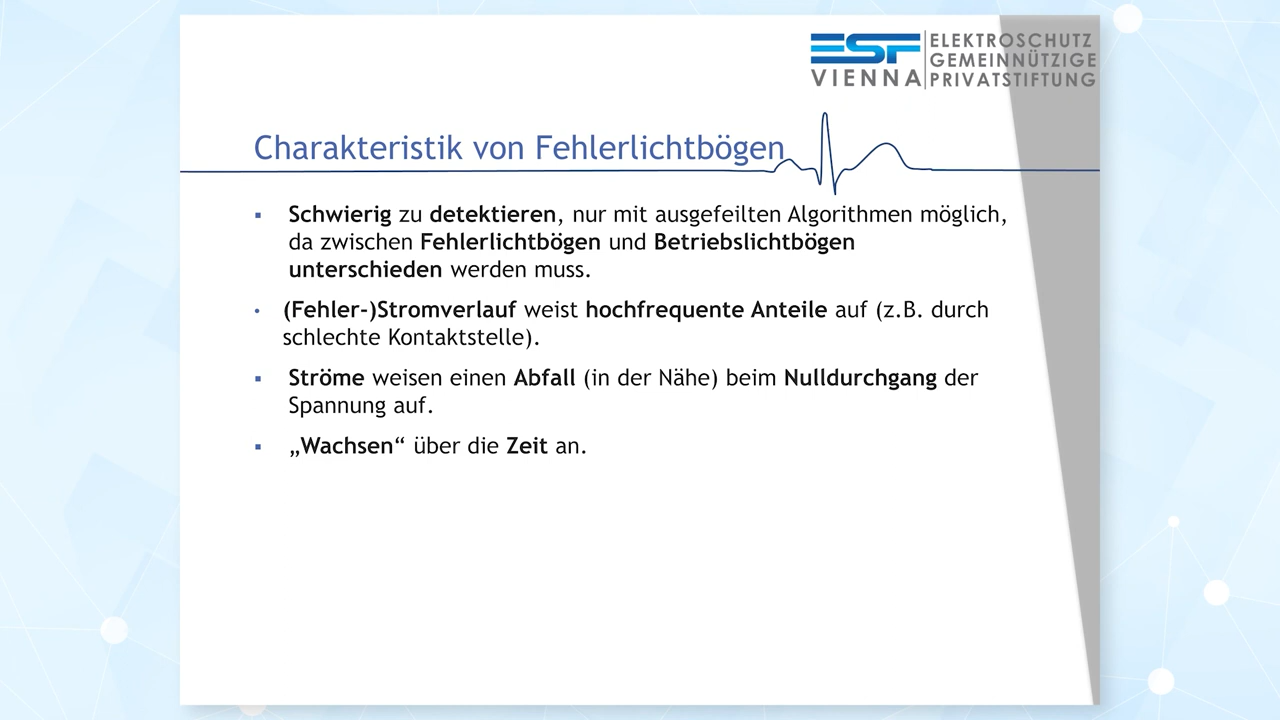 ESF
VIENNA
ELEKTROSCHUTZ
GEMEINNÜTZIGE
PRIVATSTIFTUNG
Charakteristik von Fehlerlichtbögen
▪ Schwierig zu detektieren, nur mit ausgefeilten Algorithmen möglich,
da zwischen Fehlerlichtbögen und Betriebslichtbögen
unterschieden werden muss.
• (Fehler-)Stromverlauf weist hochfrequente Anteile auf (z.B. durch
schlechte Kontaktstelle).
▪ Ströme weisen einen Abfall (in der Nähe) beim Nulldurchgang der
Spannung auf.
▪ „Wachsen“ über die Zeit an.